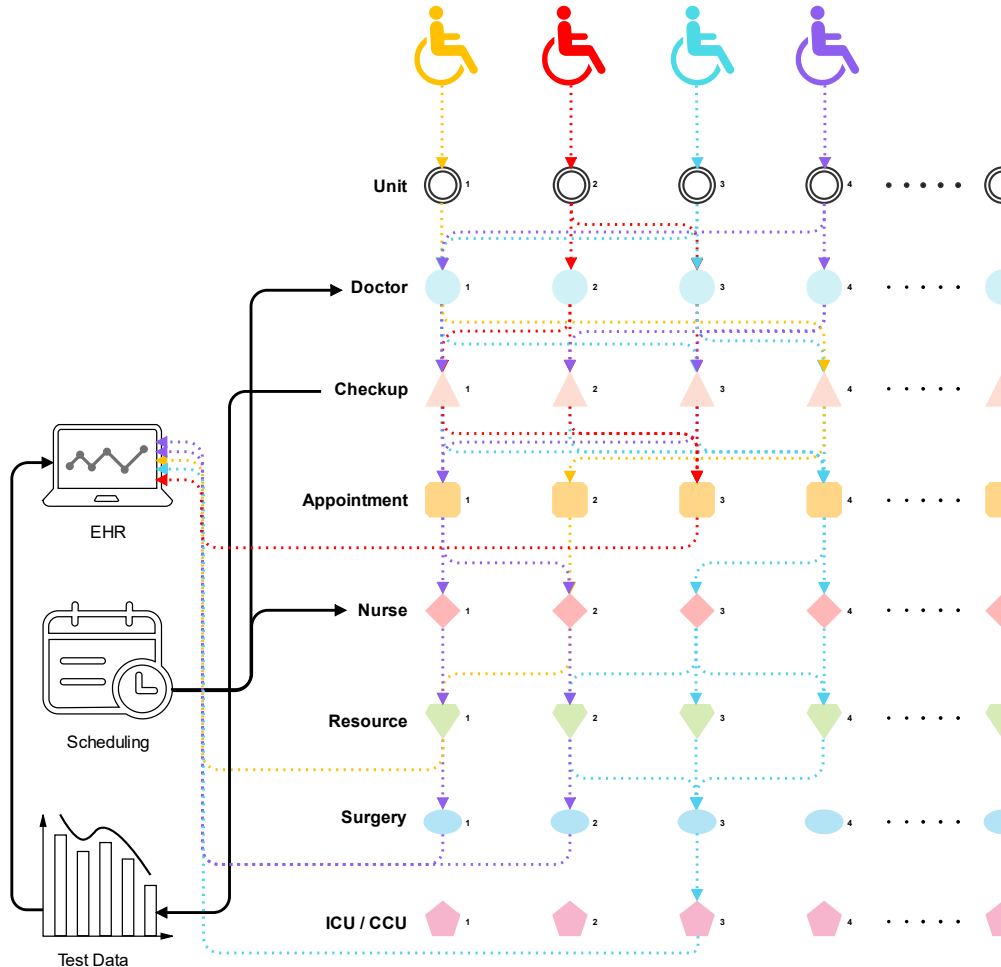 Unit 1 2 3 4
Doctor 1 2 3 4
Checkup 1 2 3 4
EHR
Appointment 1 2 3 4
Nurse 1 2 3 4
Scheduling
Resource 1 2 3 4
Surgery 1 2 3 4
ICU / CCU 1 2 3 4
Test Data